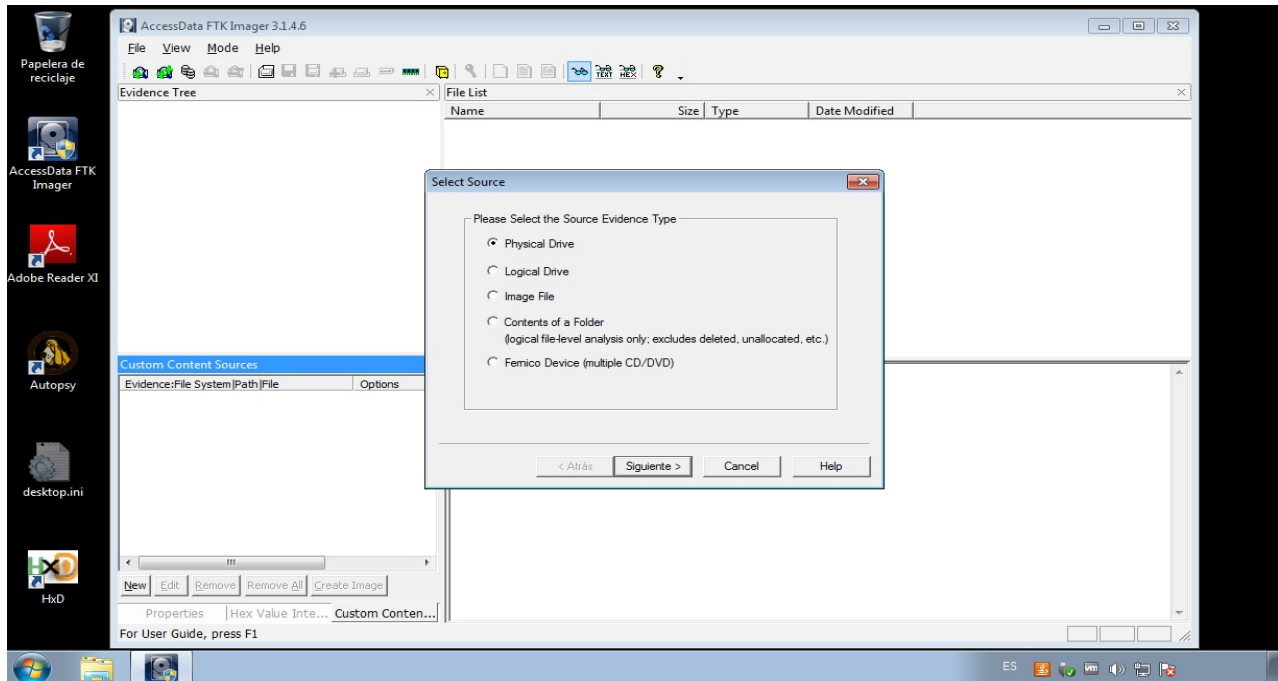 Papelera de
reciclaje
AccessData FTK
Imager
Adobe Reader XI
Autopsy
desktop.ini
HxD
HxD
AccessData FTK Imager 3.1.4.6
File View Mode Help
TEXT HEX ?
Evidence Tree
File List
Name Size Type Date Modified
Custom Content Sources
Evidence:File System|Path|File Options
New Edit Remove Remove All Create Image
Properties Hex Value Inte... Custom Conten...
For User Guide, press F1
Select Source
Please Select the Source Evidence Type
Physical Drive
Logical Drive
Image File
Contents of a Folder
(logical file-level analysis only; excludes deleted, unallocated, etc.)
Fernico Device (multiple CD/DVD)
< Atrás Siguiente > Cancel Help
ES vm